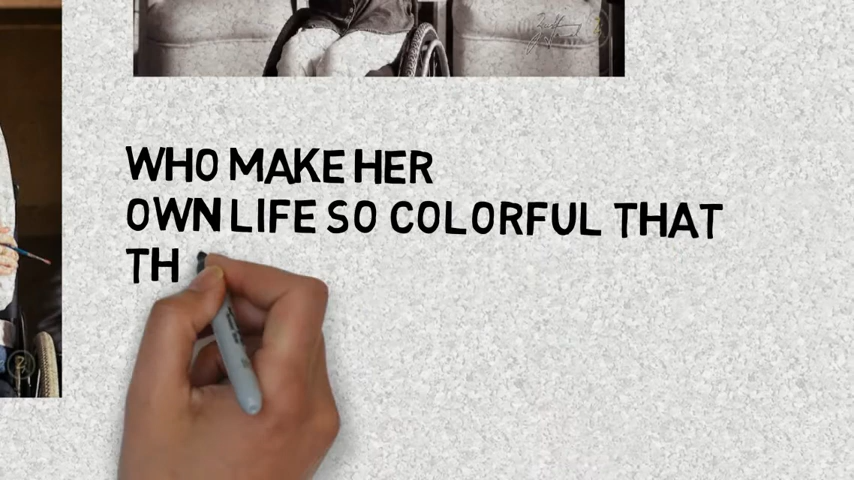 WHO MAKE HER
OWN LIFE SO COLORFUL THAT
TH